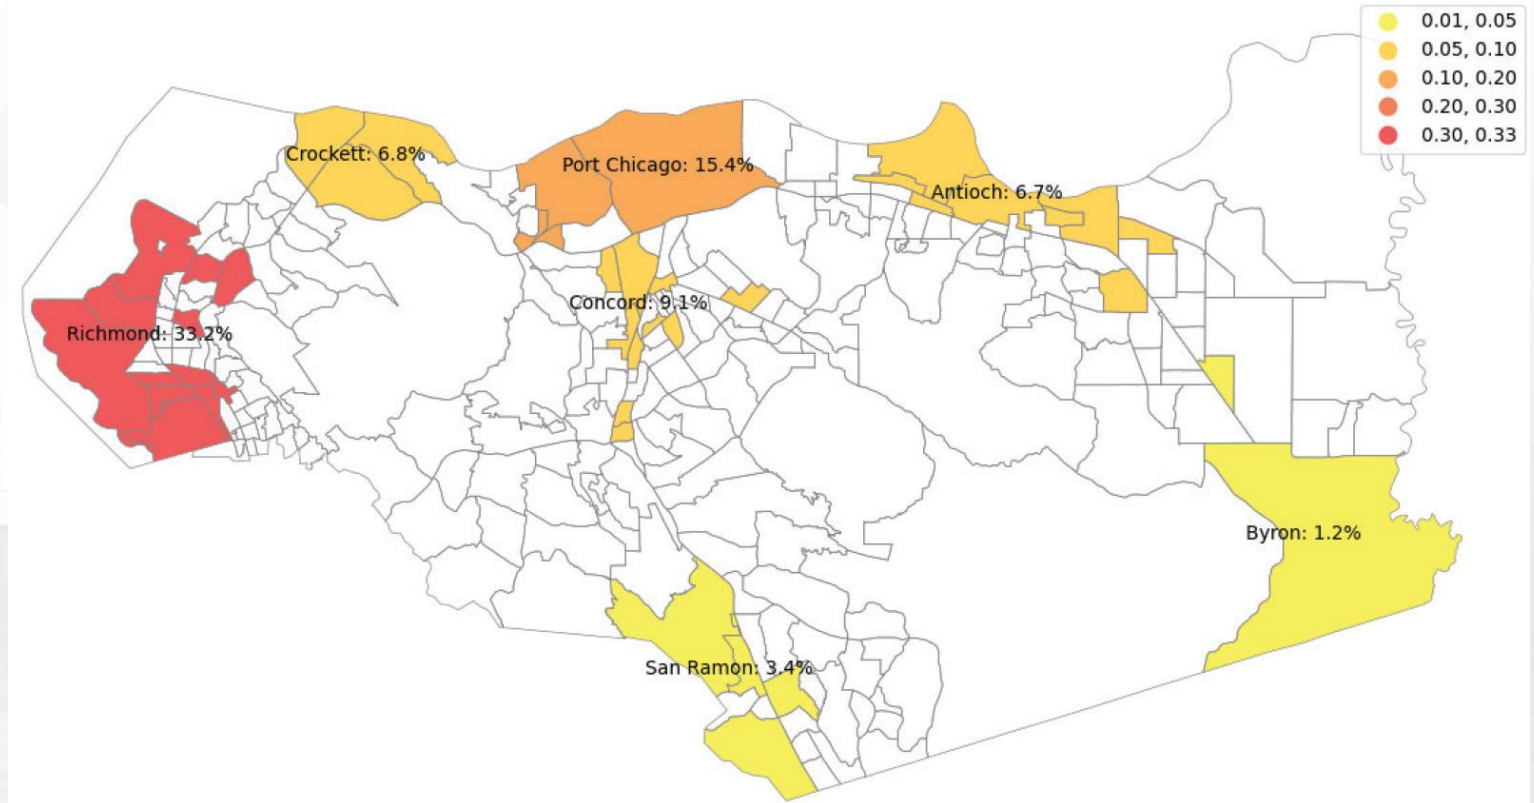 0.01, 0.05
0.05, 0.10
0.10, 0.20
0.20, 0.30
0.30, 0.33
Crockett: 6.8%
Port Chicago: 15.4%
Antioch: 6.7%
Concord: 9.1%
Richmond: 33.2%
Byron: 1.2%
San Ramon: 3.4%